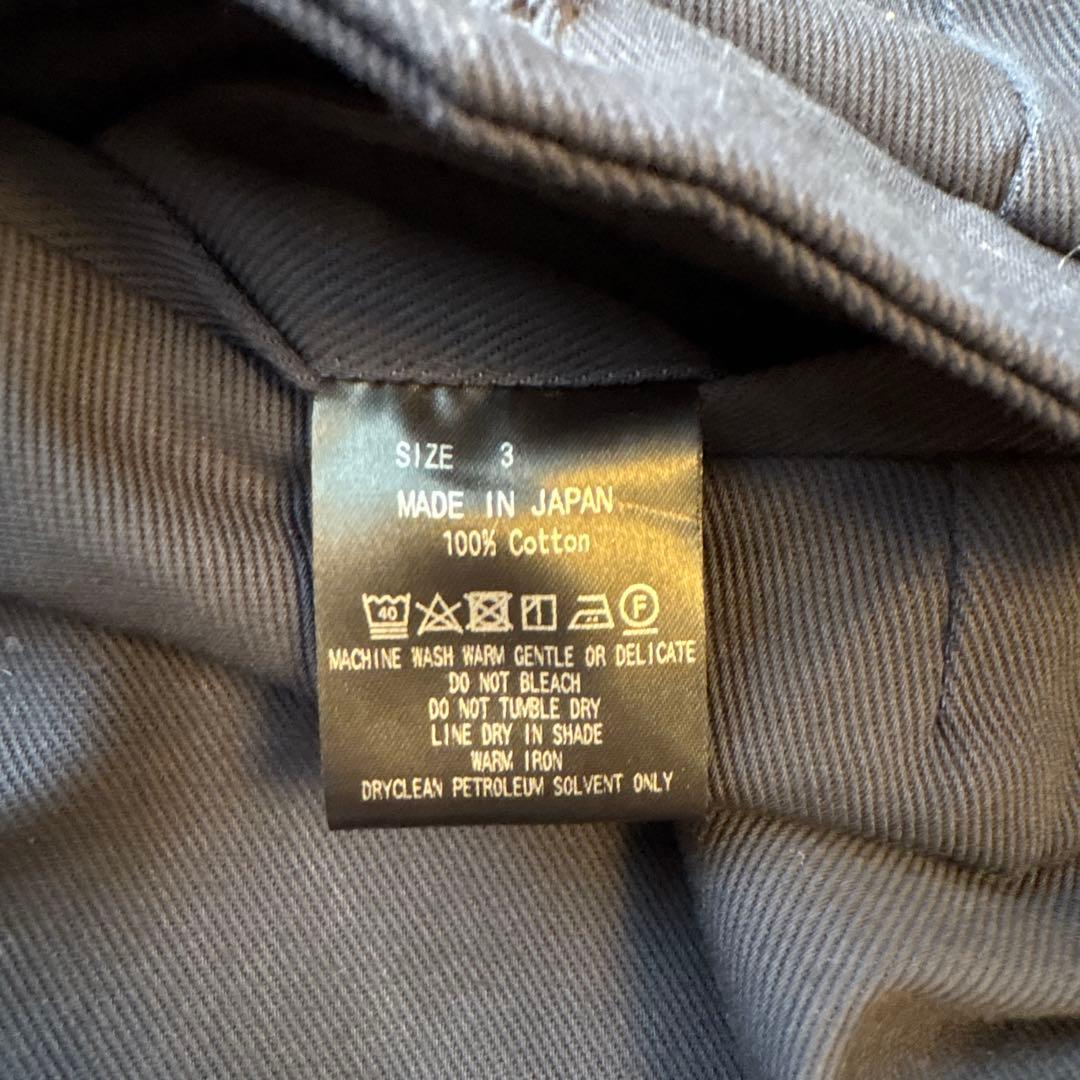 SIZE 3
MADE IN JAPAN
100% Cotton
40 F
MACHINE WASH WARM GENTLE OR DELICATE
DO NOT BLEACH
DO NOT TUMBLE DRY
LINE DRY IN SHADE
WARM IRON
DRYCLEAN PETROLEUM SOLVENT ONLY